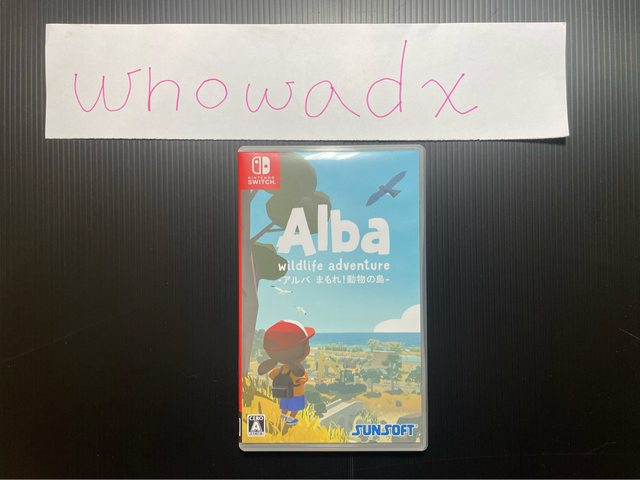 whowadx
NINTENDO
SWITCH
Alba
wildlife adventure
-アルバ まもれ!動物の島-
CERO
A
SUNSOFT